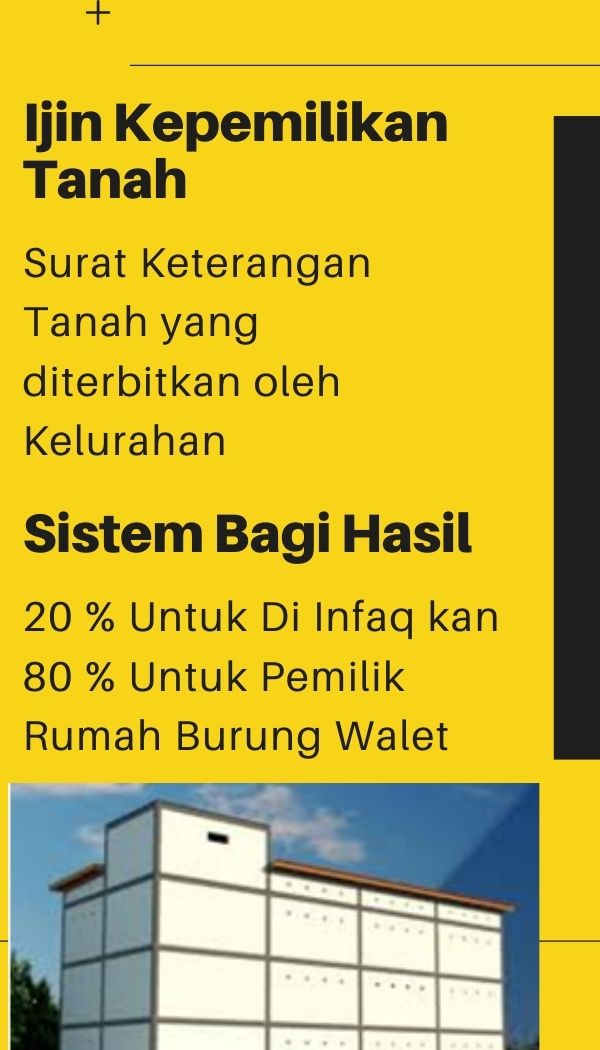 Ijin Kepemilikan
Tanah
Surat Keterangan
Tanah yang
diterbitkan oleh
Kelurahan
Sistem Bagi Hasil
20 % Untuk Di Infaq kan
80 % Untuk Pemilik
Rumah Burung Walet